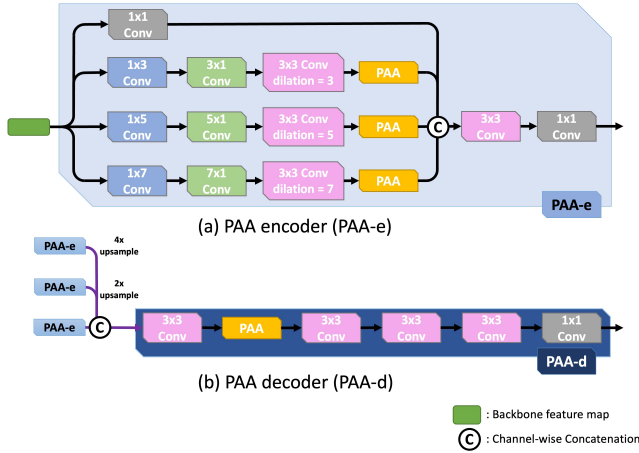 1x1
Conv
1x3
Conv
3x1
Conv
3x3 Conv
dilation = 3
PAA
1x5
Conv
5x1
Conv
3x3 Conv
dilation = 5
PAA
C
3x3
Conv
1x1
Conv
1x7
Conv
7x1
Conv
3x3 Conv
dilation = 7
PAA
PAA-e
(a) PAA encoder (PAA-e)
PAA-e
4x
upsample
PAA-e
2x
upsample
PAA-e
C
3x3
Conv
PAA
3x3
Conv
3x3
Conv
3x3
Conv
1x1
Conv
PAA-d
(b) PAA decoder (PAA-d)
: Backbone feature map
C
: Channel-wise Concatenation